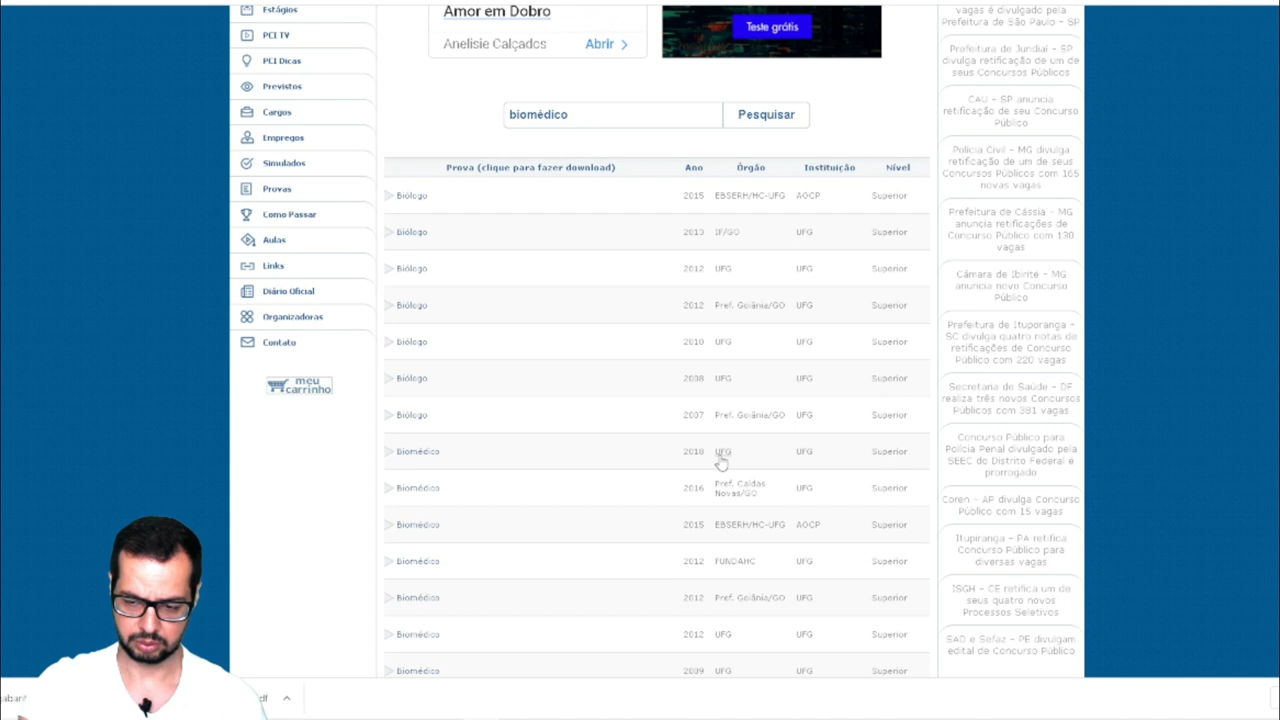 Estágios
PCI TV
PCI Dicas
Previstos
Cargos
Empregos
Simulados
Provas
Como Passar
Aulas
Links
Diário Oficial
Organizadoras
Contato
meu
carrinho
Amor em Dobro
Anelisie Calçados Abrir
Teste grátis
biomédico Pesquisar
Prova (clique para fazer download) Ano Órgão Instituição Nível
Biólogo 2015 EBSERH/HC-UFG AOCP Superior
Biólogo 2013 IF/GO UFG Superior
Biólogo 2012 UFG UFG Superior
Biólogo 2012 Pref. Goiânia/GO UFG Superior
Biólogo 2010 UFG UFG Superior
Biólogo 2008 UFG UFG Superior
Biólogo 2007 Pref. Goiânia/GO UFG Superior
Biomédico 2018 UFG UFG Superior
Biomédico 2016 Pref. Caldas Novas/GO UFG Superior
Biomédico 2015 EBSERH/HC-UFG AOCP Superior
Biomédico 2012 FUNDAHC UFG Superior
Biomédico 2012 Pref. Goiânia/GO UFG Superior
Biomédico 2012 UFG UFG Superior
Biomédico 2009 UFG UFG Superior
vagas é divulgado pela
Prefeitura de São Paulo - SP
Prefeitura de Jundiaí - SP
divulga retificação de um de
seus Concursos Públicos
CAU - SP anuncia
retificação de seu Concurso
Público
Polícia Civil - MG divulga
retificação de um de seus
Concursos Públicos com 165
novas vagas
Prefeitura de Cássia - MG
anuncia retificações de
Concurso Público com 130
vagas
Câmara de Ibirité - MG
anuncia novo Concurso
Público
Prefeitura de Ituporanga -
SC divulga quatro notas de
retificações de Concurso
Público com 220 vagas
Secretaria de Saúde - DF
realiza três novos Concursos
Públicos com 381 vagas
Concurso Público para
Polícia Penal divulgado pela
SEEC do Distrito Federal é
prorrogado
Coren - AP divulga Concurso
Público com 15 vagas
Itupiranga - PA retifica
Concurso Público para
diversas vagas
ISGH - CE retifica um de
seus quatro novos
Processos Seletivos
SAD e Sefaz - PE divulgam
edital de Concurso Público